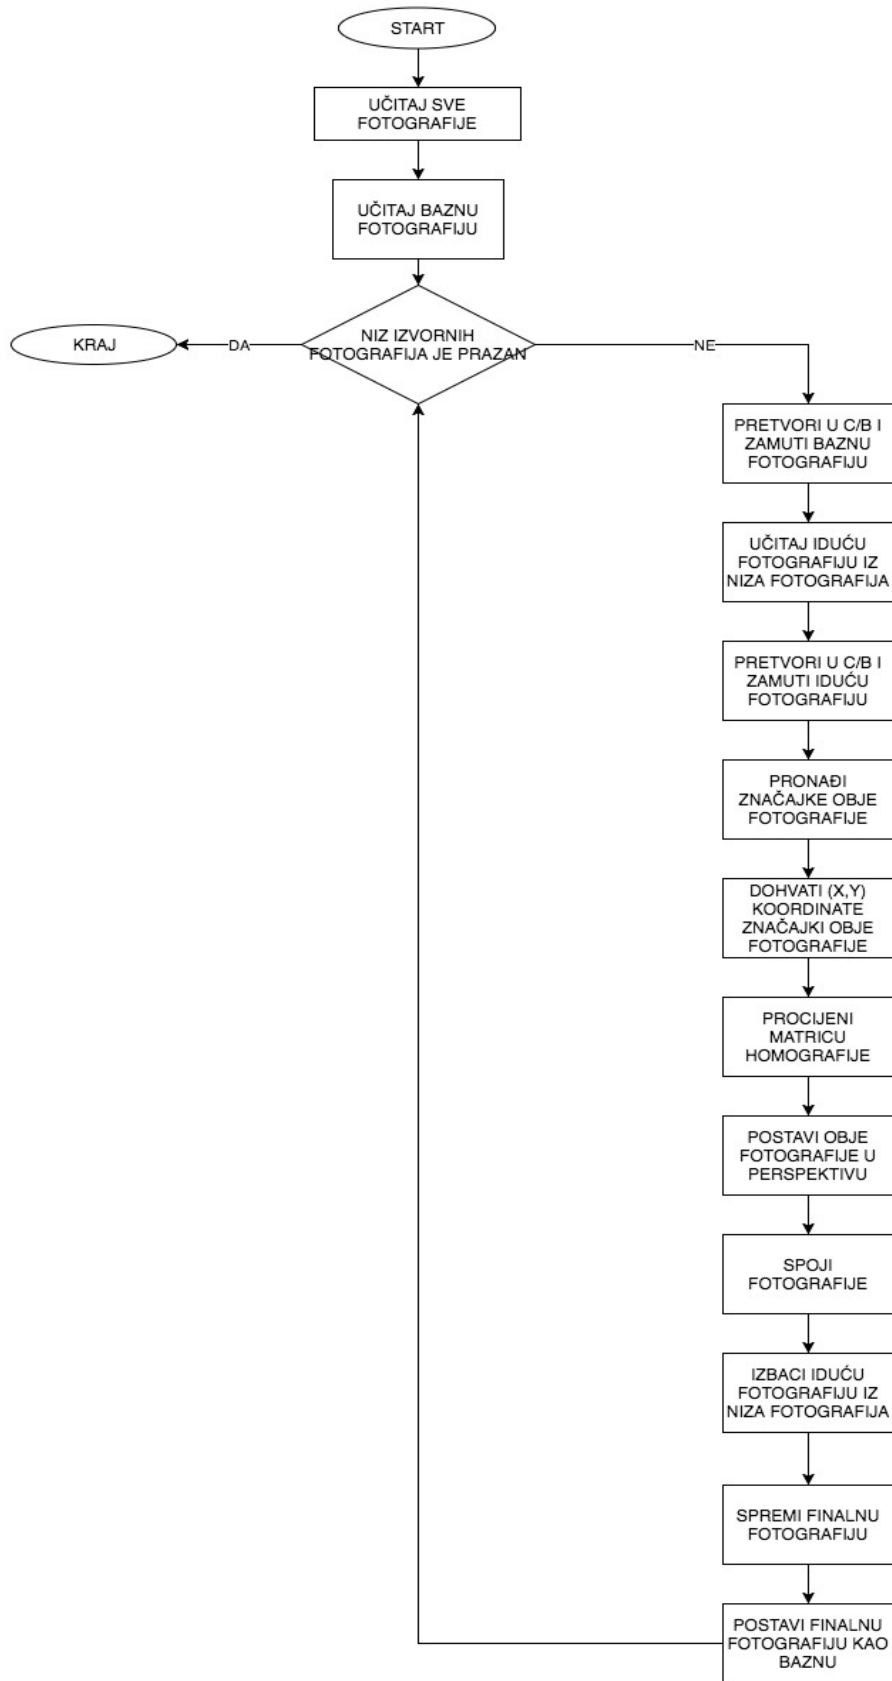 START
UČITAJ SVE
FOTOGRAFIJE
UČITAJ BAZNU
FOTOGRAFIJU
NIZ IZVORNIH
FOTOGRAFIJA JE PRAZAN
KRAJ
DA
NE
PRETVORI U C/B I
ZAMUTI BAZNU
FOTOGRAFIJU
UČITAJ IDUĆU
FOTOGRAFIJU IZ
NIZA FOTOGRAFIJA
PRETVORI U C/B I
ZAMUTI IDUĆU
FOTOGRAFIJU
PRONAĐI
ZNAČAJKE OBJE
FOTOGRAFIJE
DOHVATI (X,Y)
KOORDINATE
ZNAČAJKI OBJE
FOTOGRAFIJE
PROCIJENI
MATRICU
HOMOGRAFIJE
POSTAVI OBJE
FOTOGRAFIJE U
PERSPEKTIVU
SPOJI
FOTOGRAFIJE
IZBACI IDUĆU
FOTOGRAFIJU IZ
NIZA FOTOGRAFIJA
SPREMI FINALNU
FOTOGRAFIJU
POSTAVI FINALNU
FOTOGRAFIJU KAO
BAZNU